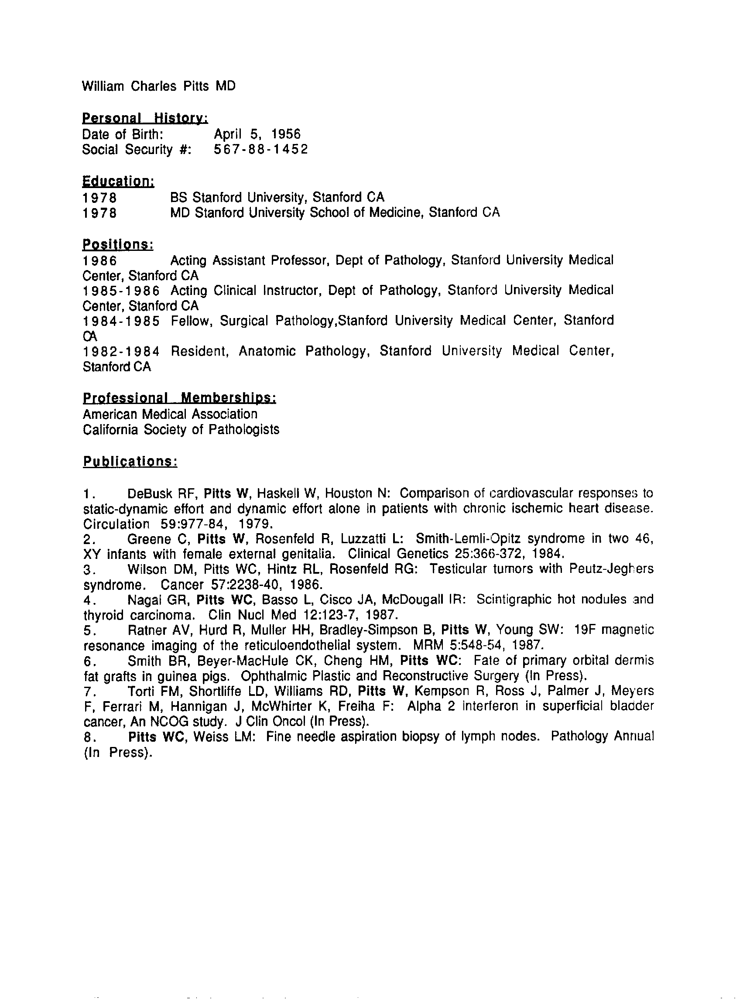 William Charles Pitts MD
Personal History:
Date of Birth: April 5, 1956
Social Security #: 567-88-1452
Education:
1978 BS Stanford University, Stanford CA
1978 MD Stanford University School of Medicine, Stanford CA
Positions:
1986 Acting Assistant Professor, Dept of Pathology, Stanford University Medical
Center, Stanford CA
1985-1986 Acting Clinical Instructor, Dept of Pathology, Stanford University Medical
Center, Stanford CA
1984-1985 Fellow, Surgical Pathology,Stanford University Medical Center, Stanford
CA
1982-1984 Resident, Anatomic Pathology, Stanford University Medical Center,
Stanford CA
Professional Memberships:
American Medical Association
California Society of Pathologists
Publications:
1. DeBusk RF, Pitts W, Haskell W, Houston N: Comparison of cardiovascular responses to
static-dynamic effort and dynamic effort alone in patients with chronic ischemic heart disease.
Circulation 59:977-84, 1979.
2. Greene C, Pitts W, Rosenfeld R, Luzzatti L: Smith-Lemli-Opitz syndrome in two 46,
XY infants with female external genitalia. Clinical Genetics 25:366-372, 1984.
3. Wilson DM, Pitts WC, Hintz RL, Rosenfeld RG: Testicular tumors with Peutz-Jeghers
syndrome. Cancer 57:2238-40, 1986.
4. Nagai GR, Pitts WC, Basso L, Cisco JA, McDougall IR: Scintigraphic hot nodules and
thyroid carcinoma. Clin Nucl Med 12:123-7, 1987.
5. Ratner AV, Hurd R, Muller HH, Bradley-Simpson B, Pitts W, Young SW: 19F magnetic
resonance imaging of the reticuloendothelial system. MRM 5:548-54, 1987.
6. Smith BR, Beyer-MacHule CK, Cheng HM, Pitts WC: Fate of primary orbital dermis
fat grafts in guinea pigs. Ophthalmic Plastic and Reconstructive Surgery (In Press).
7. Torti FM, Shortliffe LD, Williams RD, Pitts W, Kempson R, Ross J, Palmer J, Meyers
F, Ferrari M, Hannigan J, McWhirter K, Freiha F: Alpha 2 interferon in superficial bladder
cancer, An NCOG study. J Clin Oncol (In Press).
8. Pitts WC, Weiss LM: Fine needle aspiration biopsy of lymph nodes. Pathology Annual
(In Press).